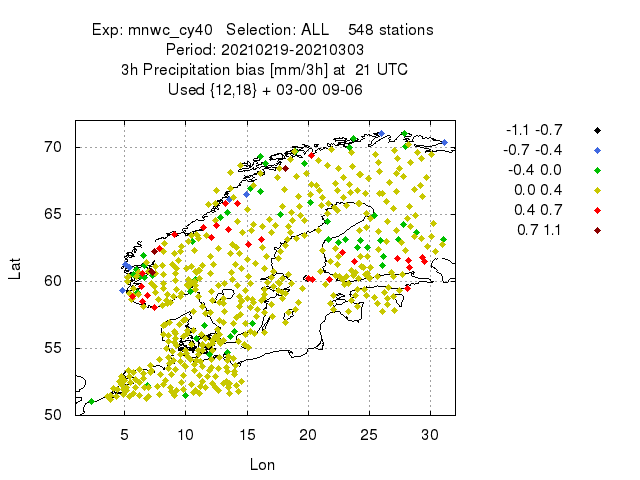 Exp: mnwc_cy40 Selection: ALL 548 stations
Period: 20210219-20210303
3h Precipitation bias [mm/3h] at 21 UTC
Used {12,18} + 03-00 09-06
-1.1 -0.7
-0.7 -0.4
-0.4 0.0
0.0 0.4
0.4 0.7
0.7 1.1
Lat
70
65
60
55
50
5 10 15 20 25 30
Lon